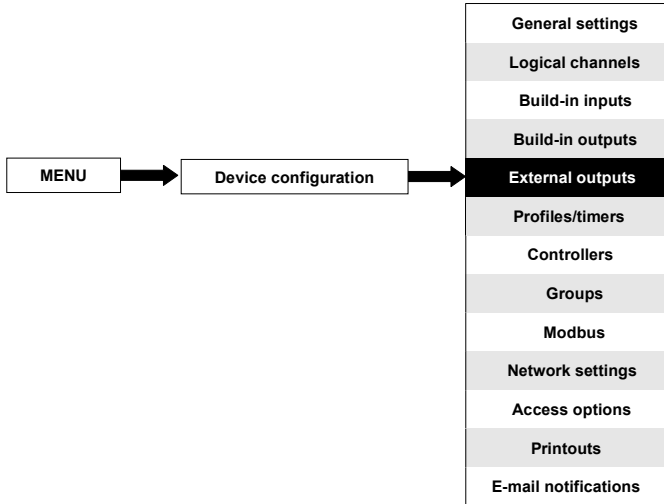 MENU
Device configuration
General settings
Logical channels
Build-in inputs
Build-in outputs
External outputs
Profiles/timers
Controllers
Groups
Modbus
Network settings
Access options
Printouts
E-mail notifications